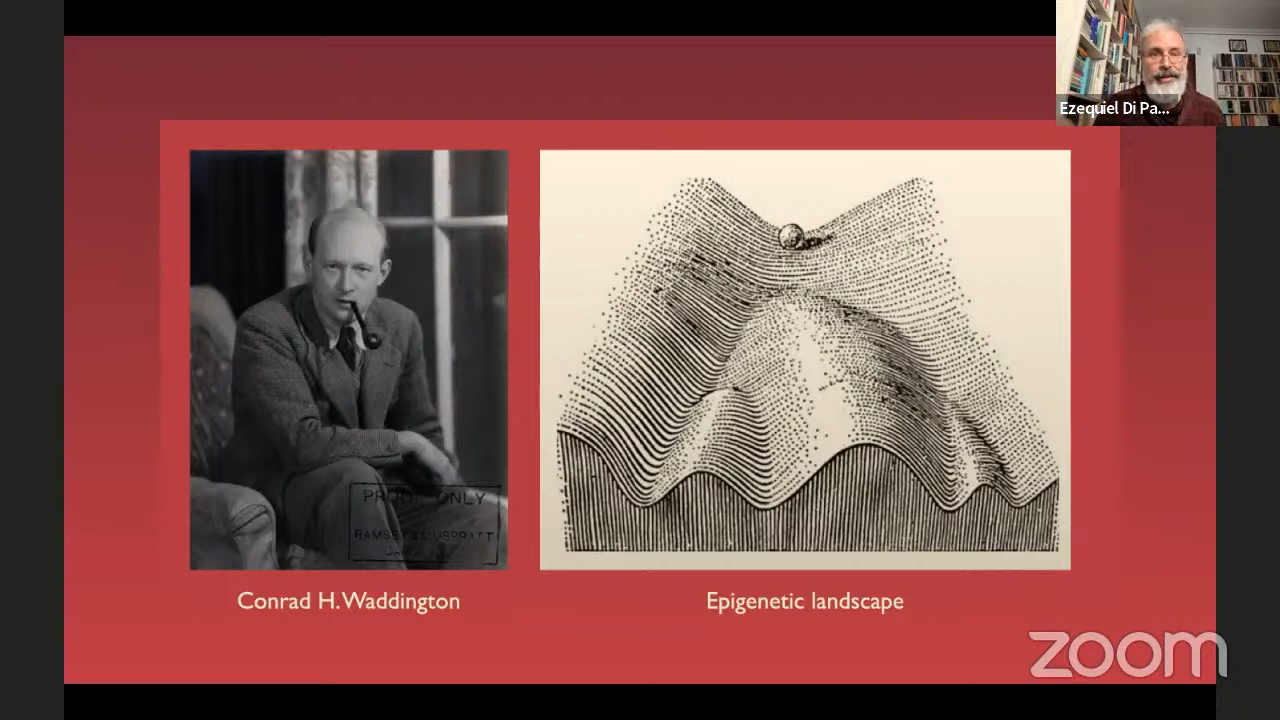 Ezequiel Di Pa...
PROOF ONLY
Conrad H. Waddington
Epigenetic landscape
zoom